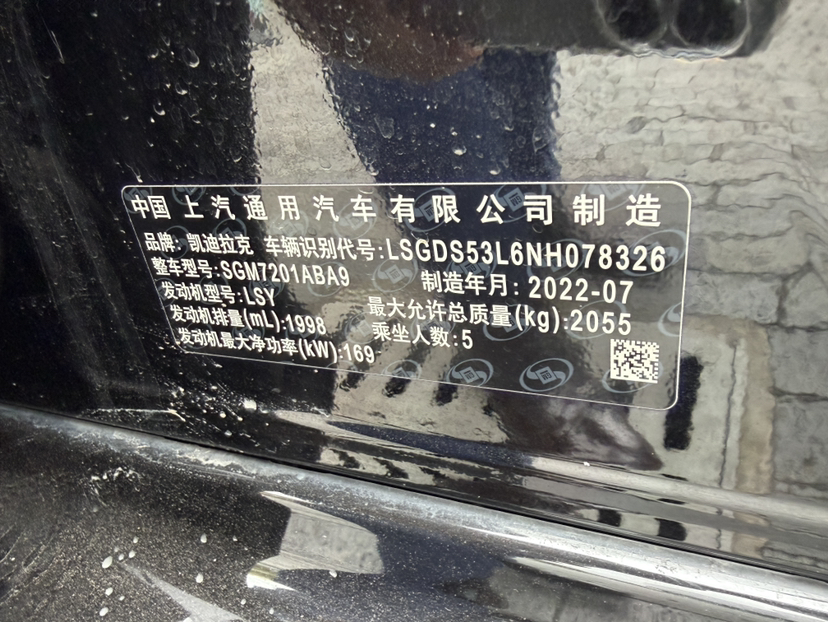 中国上汽通用汽车有限公司制造
品牌: 凯迪拉克 车辆识别代号:LSGDS53L6NH078326
整车型号:SGM7201ABA9 制造年月: 2022-07
发动机型号:LSY 最大允许总质量(kg):2055
发动机排量(mL):1998 乘坐人数:5
发动机最大净功率(kW):169